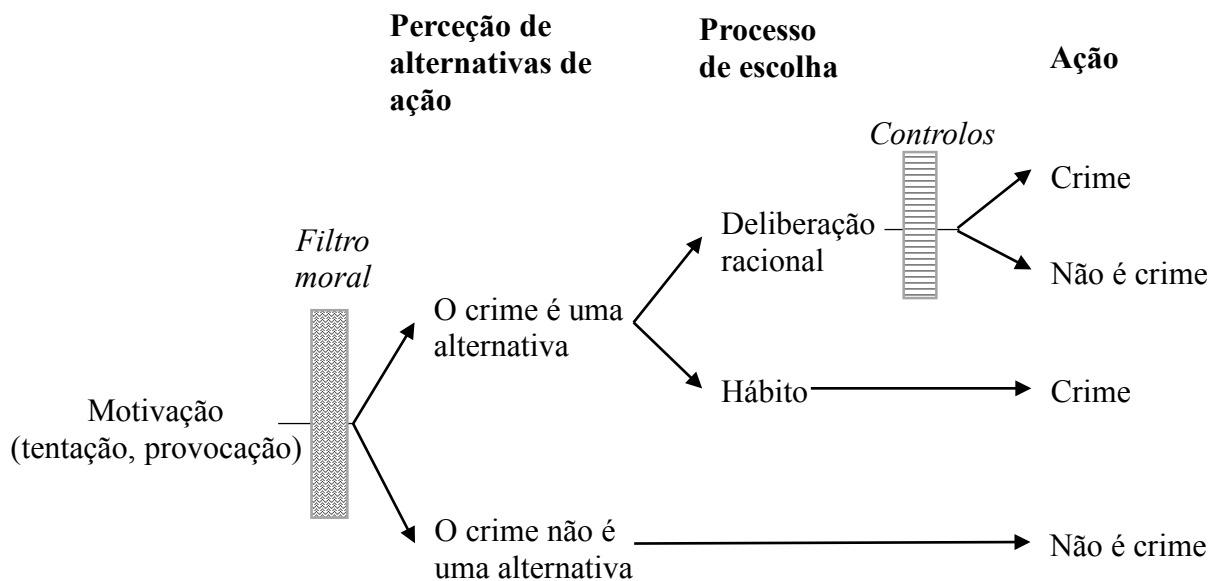 Perceção de
alternativas de
ação
Processo
de escolha
Ação
Controlos
Crime
Deliberação
racional
Filtro
moral
Não é crime
O crime é uma
alternativa
Hábito
Crime
Motivação
(tentação, provocação)
O crime não é
uma alternativa
Não é crime